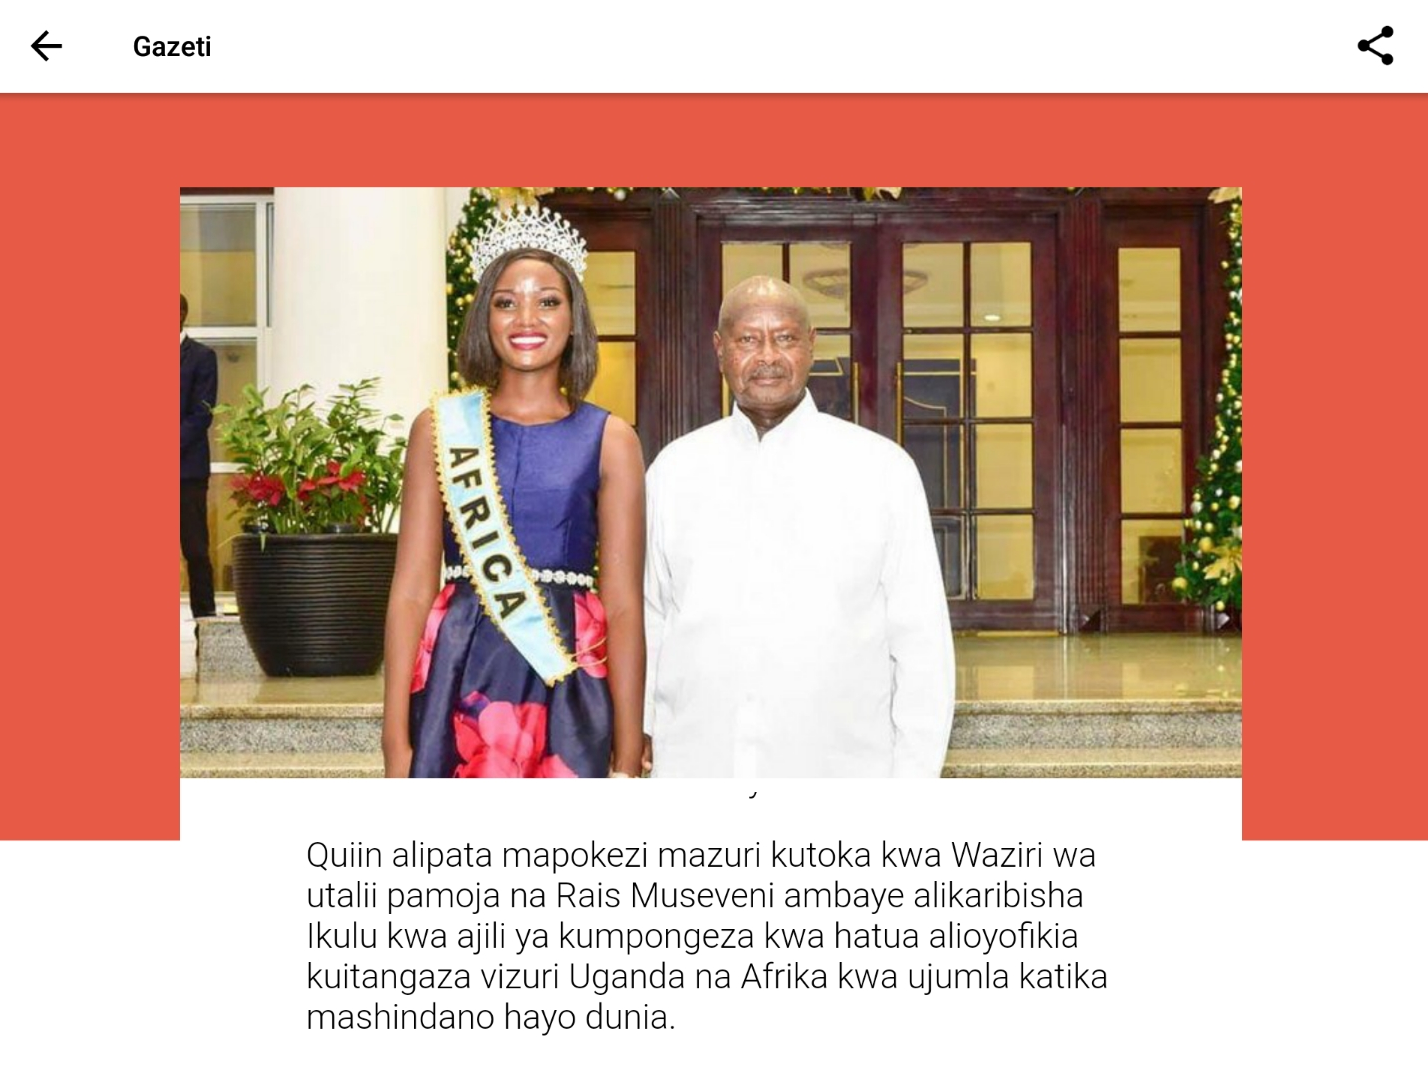 Gazeti
AFRICA
Quiin alipata mapokezi mazuri kutoka kwa Waziri wa
utalii pamoja na Rais Museveni ambaye alikaribisha
Ikulu kwa ajili ya kumpongeza kwa hatua alioyofikia
kuitangaza vizuri Uganda na Afrika kwa ujumla katika
mashindano hayo dunia.